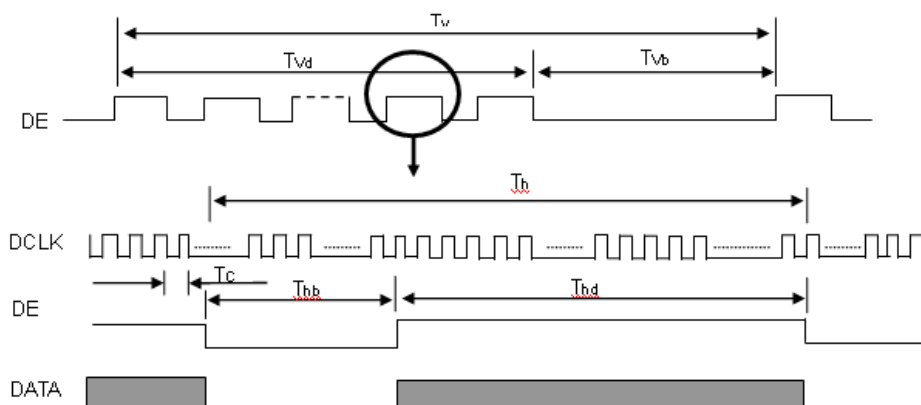 Tv
Tvd
Tvb
DE
Th
DCLK
Tc
Thb
Thd
DE
DATA